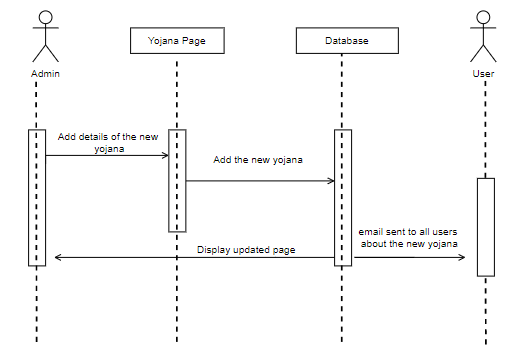 Yojana Page
Database
Admin
User
Add details of the new
yojana
Add the new yojana
email sent to all users
about the new yojana
Display updated page